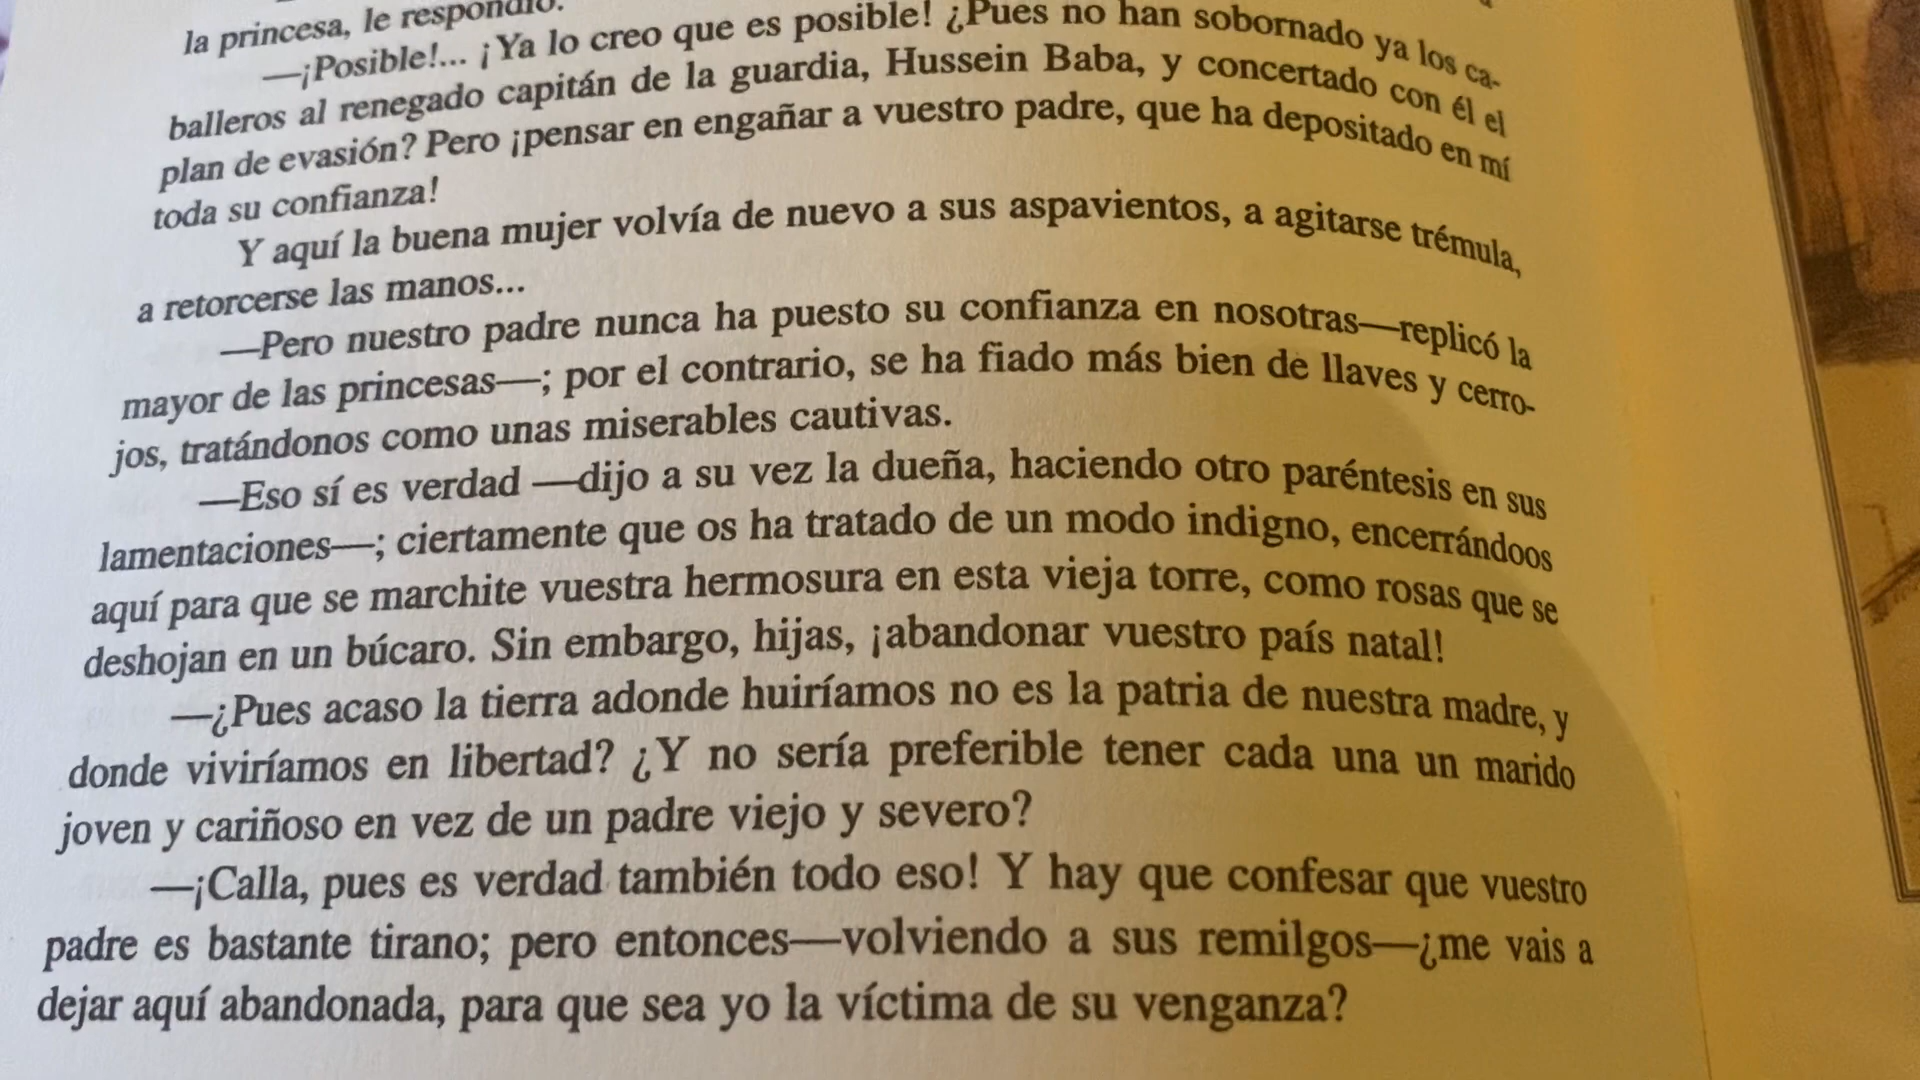 la princesa, le respondió.
—¡Posible!... ¡Ya lo creo que es posible! ¿Pues no han sobornado ya los ca-
balleros al renegado capitán de la guardia, Hussein Baba, y concertado con él el
plan de evasión? Pero ¡pensar en engañar a vuestro padre, que ha depositado en mí
toda su confianza!
Y aquí la buena mujer volvía de nuevo a sus aspavientos, a agitarse trémula,
a retorcerse las manos...
—Pero nuestro padre nunca ha puesto su confianza en nosotras—replicó la
mayor de las princesas—; por el contrario, se ha fiado más bien de llaves y cerro-
jos, tratándonos como unas miserables cautivas.
—Eso sí es verdad —dijo a su vez la dueña, haciendo otro paréntesis en sus
lamentaciones—; ciertamente que os ha tratado de un modo indigno, encerrándoos
aquí para que se marchite vuestra hermosura en esta vieja torre, como rosas que se
deshojan en un búcaro. Sin embargo, hijas, ¡abandonar vuestro país natal!
—¿Pues acaso la tierra adonde huiríamos no es la patria de nuestra madre, y
donde viviríamos en libertad? ¿Y no sería preferible tener cada una un marido
joven y cariñoso en vez de un padre viejo y severo?
—¡Calla, pues es verdad también todo eso! Y hay que confesar que vuestro
padre es bastante tirano; pero entonces—volviendo a sus remilgos—¿me vais a
dejar aquí abandonada, para que sea yo la víctima de su venganza?